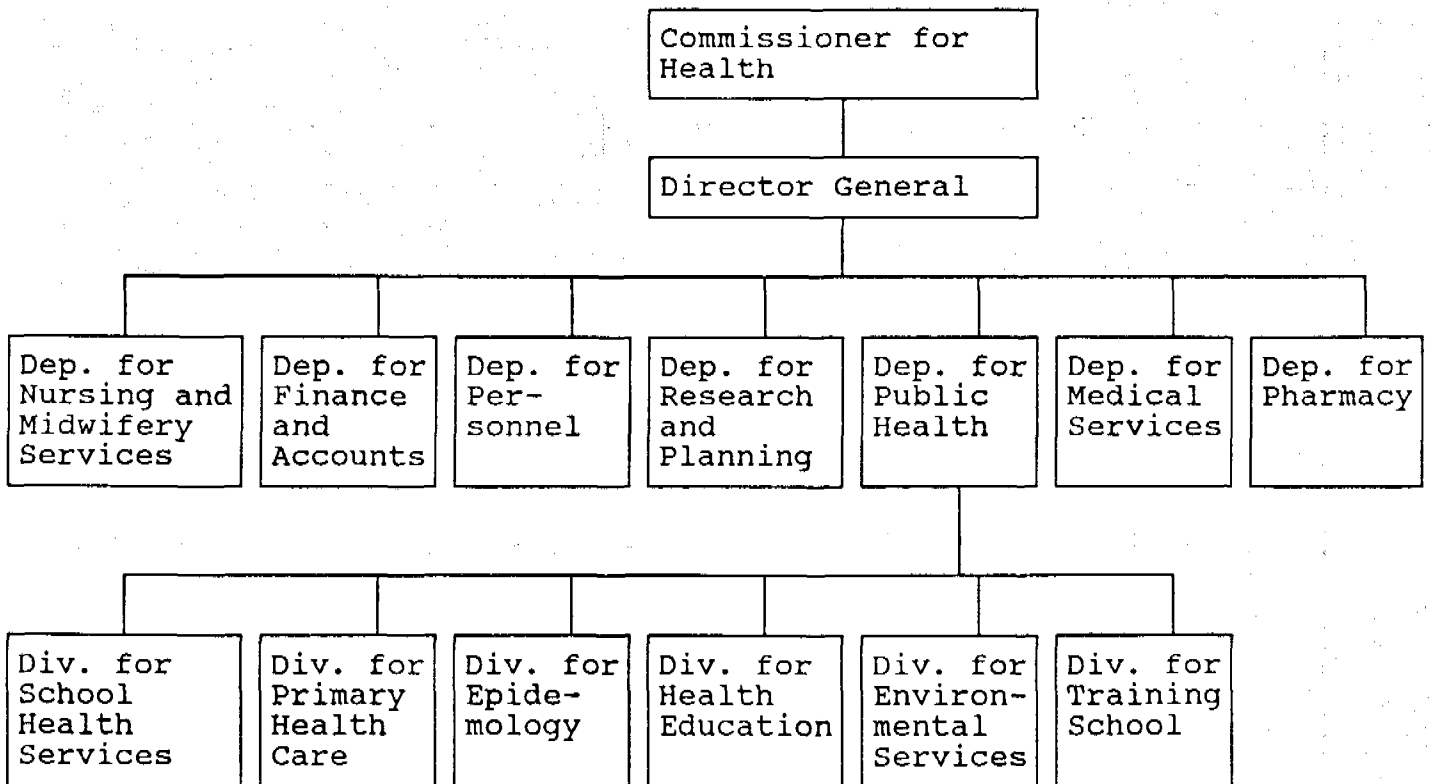 Commissioner for
Health
Director General
Dep. for
Nursing and
Midwifery
Services
Dep. for
Finance
and
Accounts
Dep. for
Per-
sonnel
Dep. for
Research
and
Planning
Dep. for
Public
Health
Dep. for
Medical
Services
Dep. for
Pharmacy
Div. for
School
Health
Services
Div. for
Primary
Health
Care
Div. for
Epide-
mology
Div. for
Health
Education
Div. for
Environ-
mental
Services
Div. for
Training
School